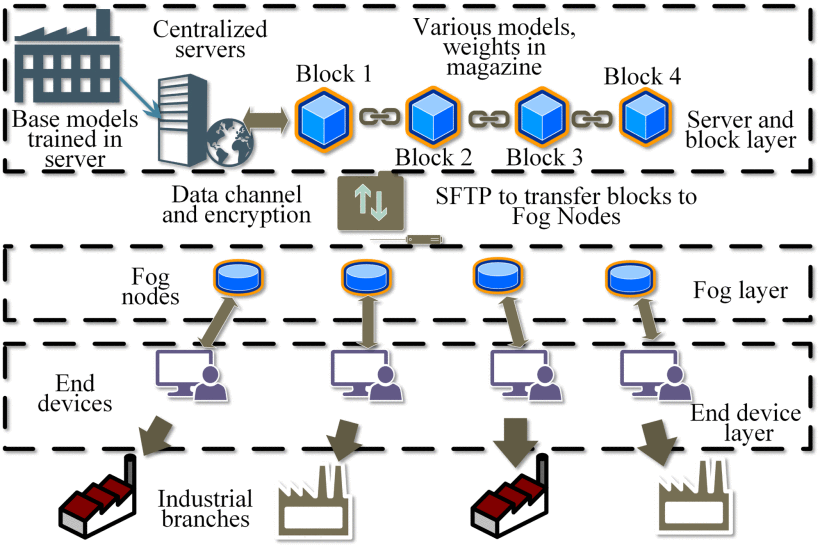 Centralized
servers
Various models,
weights in
magazine
Block 1
Block 4
Base models
trained in
server
Block 2
Block 3
Server and
block layer
Data channel
and encryption
SFTP to transfer blocks to
Fog Nodes
Fog
nodes
Fog layer
End
devices
End device
layer
Industrial
branches